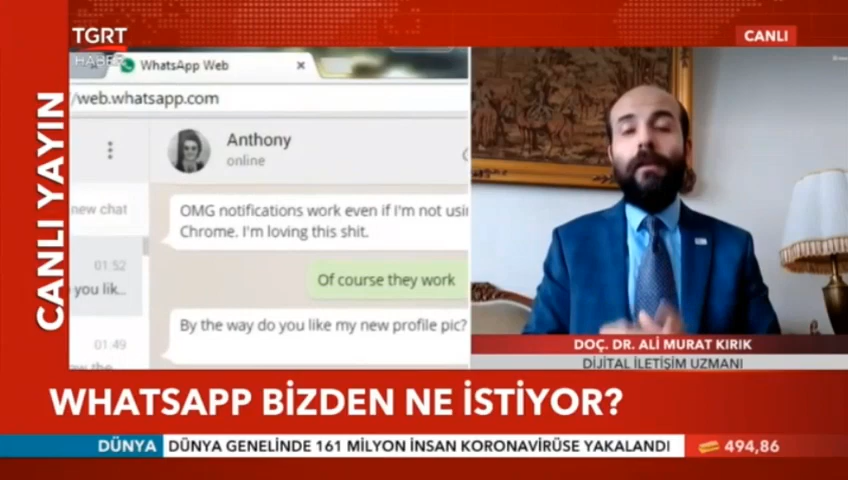 TGRT
HABER
CANLI
CANLI YAYIN
WhatsApp Web
/web.whatsapp.com
Anthony
online
new chat
OMG notifications work even if I'm not usi
Chrome. I'm loving this shit.
01:52
you lik..
Of course they work
By the way do you like my new profile pic?
01:49
DOÇ. DR. ALİ MURAT KIRIK
DİJİTAL İLETİŞİM UZMANI
WHATSAPP BİZDEN NE İSTİYOR?
DÜNYA
DÜNYA GENELİNDE 161 MİLYON İNSAN KORONAVİRÜSE YAKALANDI
494,86